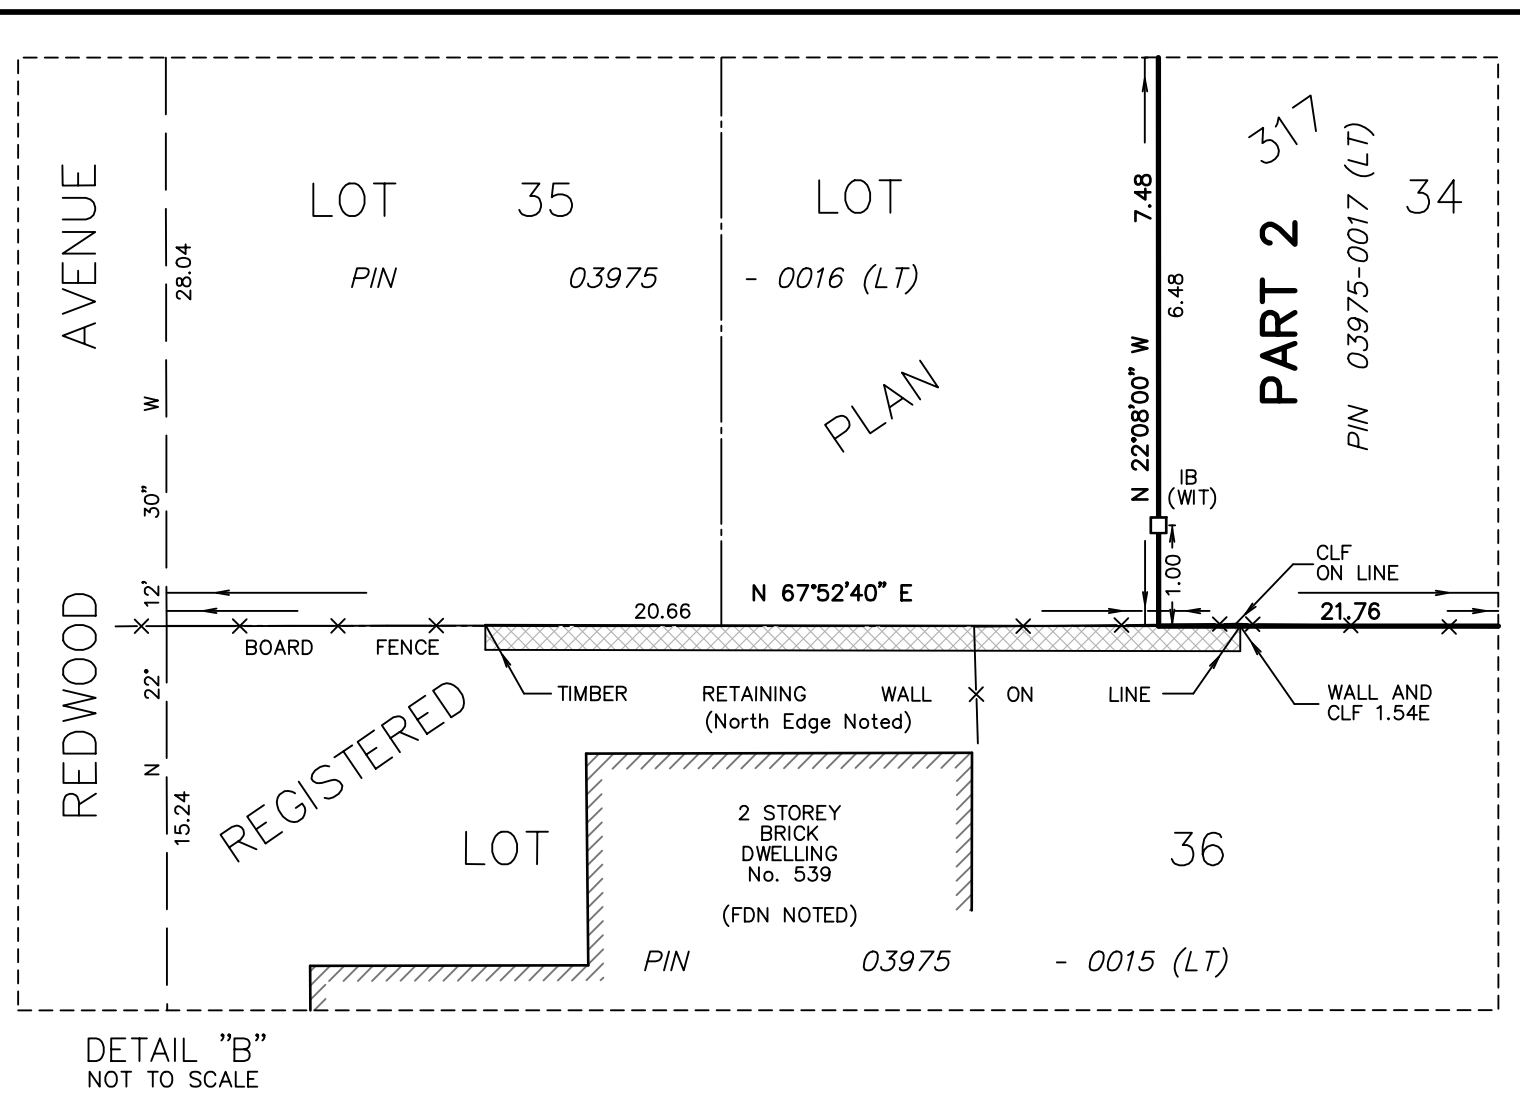 REDWOOD AVENUE
28.04
N 22° 12' 30" W
15.24
LOT 35
PIN 03975 - 0016 (LT)
LOT 34
REGISTERED PLAN 317
7.48
N 22°08'00" W
6.48
PART 2
PIN 03975-0017 (LT)
IB
(WIT)
1.00
CLF
ON LINE
N 67°52'40" E
20.66
21.76
BOARD FENCE
TIMBER RETAINING WALL ON LINE
(North Edge Noted)
WALL AND
CLF 1.54E
2 STOREY
BRICK
DWELLING
No. 539
(FDN NOTED)
LOT 36
PIN 03975 - 0015 (LT)
DETAIL "B"
NOT TO SCALE